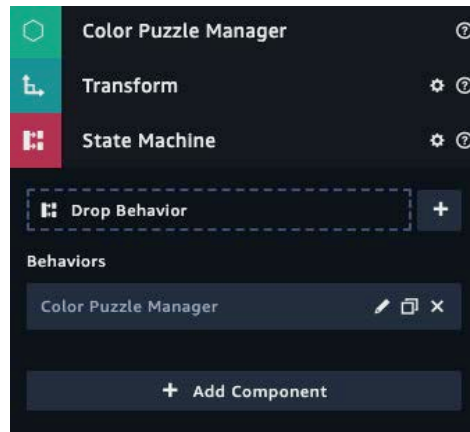 Color Puzzle Manager
Transform
State Machine
Drop Behavior
+
Behaviors
Color Puzzle Manager
+ Add Component